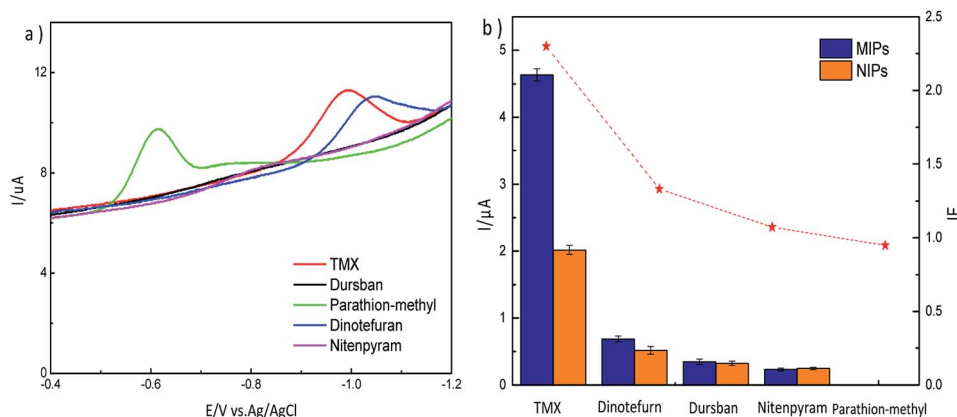 a )
12
8
4
0
I/uA
TMX
Dursban
Parathion-methyl
Dinotefuran
Nitenpyram
-0.4
-0.6
-0.8
-1.0
-1.2
E/V vs.Ag/AgCl
b )
5
4
3
2
1
0
I/μA
MIPs
NIPs
2.5
2.0
1.5
1.0
0.5
0.0
IF
TMX
Dinotefurn
Dursban
Nitenpyram
Parathion-methyl